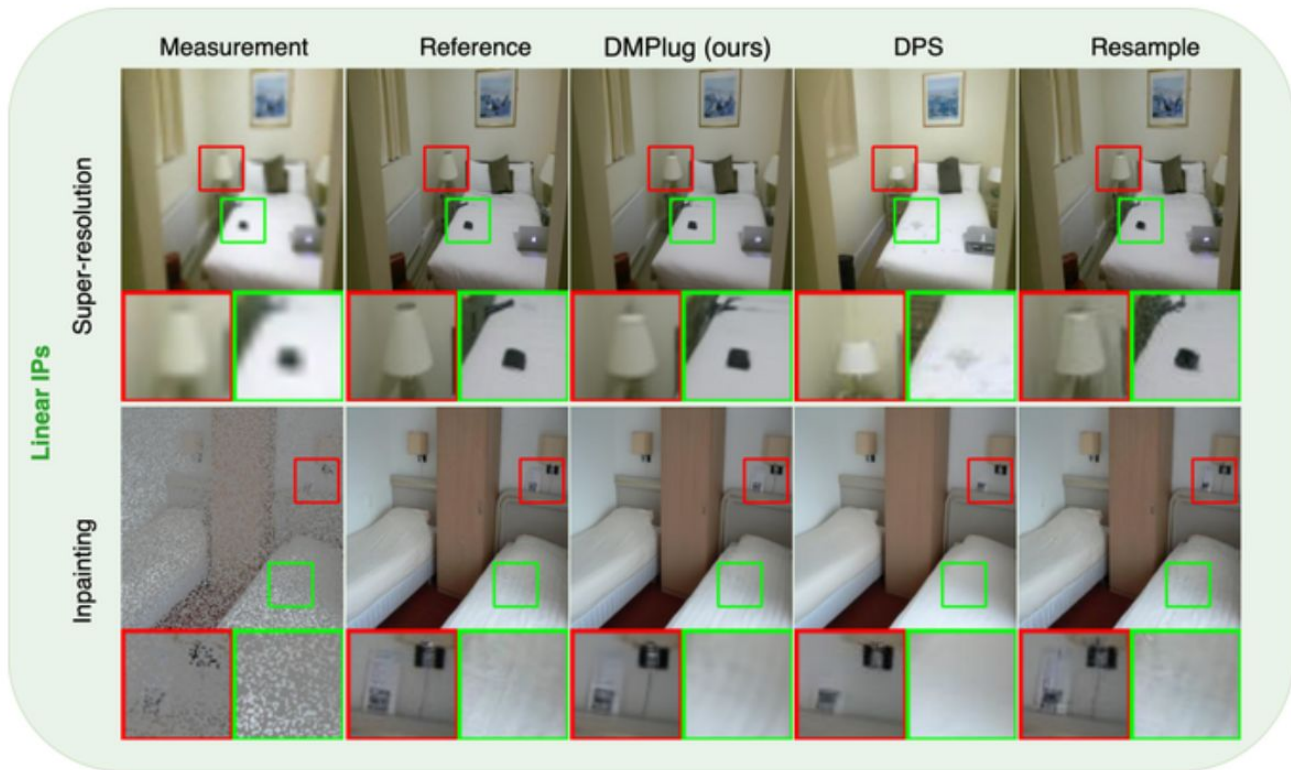 Measurement Reference DMPlug (ours) DPS Resample
Linear IPs
Super-resolution
Inpainting